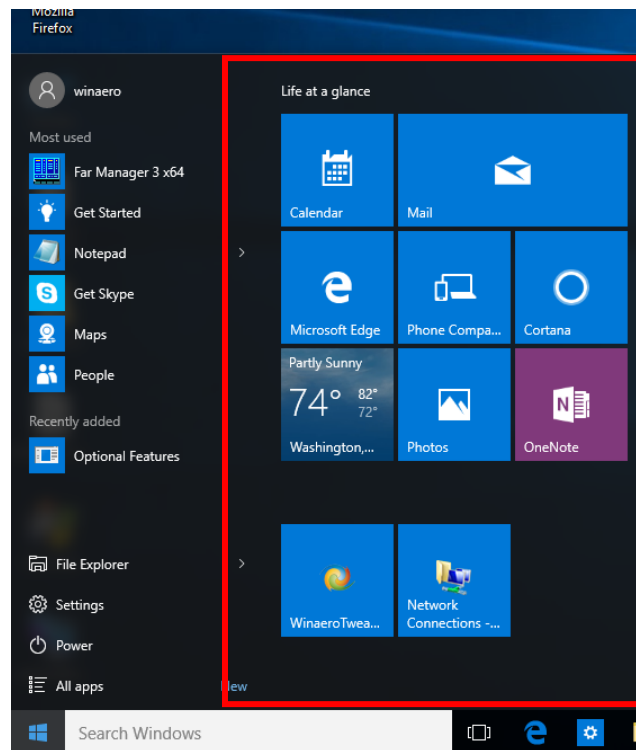 Mozilla
Firefox
winaero
Most used
Far Manager 3 x64
Get Started
Notepad
Get Skype
Maps
People
Recently added
Optional Features
File Explorer
Settings
Power
All apps
New
Life at a glance
Calendar
Mail
Microsoft Edge
Phone Compa...
Cortana
Partly Sunny
74° 82°
72°
Washington,...
Photos
N
OneNote
WinaeroTwea...
Network
Connections -...
S
Search Windows